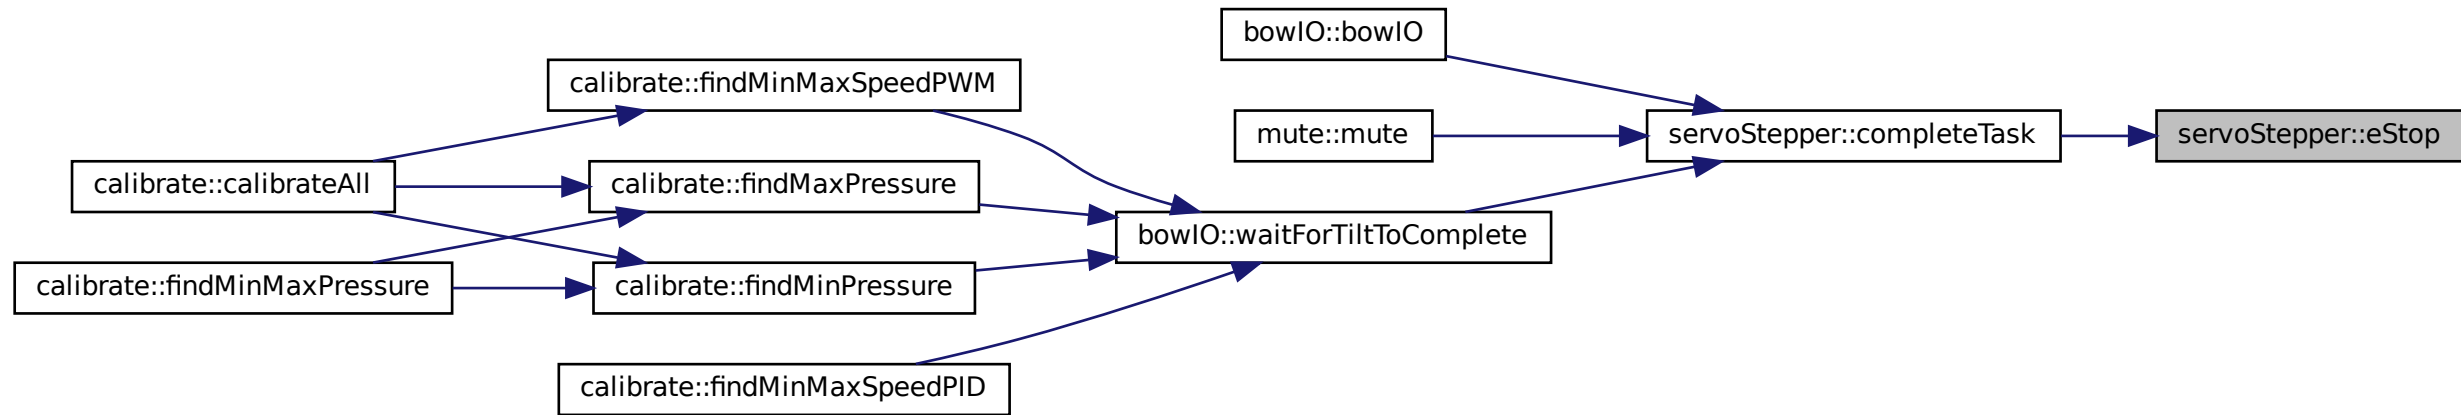 bowIO::bowIO
calibrate::findMinMaxSpeedPWM
mute::mute
servoStepper::completeTask
servoStepper::eStop
calibrate::calibrateAll
calibrate::findMaxPressure
bowIO::waitForTiltToComplete
calibrate::findMinMaxPressure
calibrate::findMinPressure
calibrate::findMinMaxSpeedPID